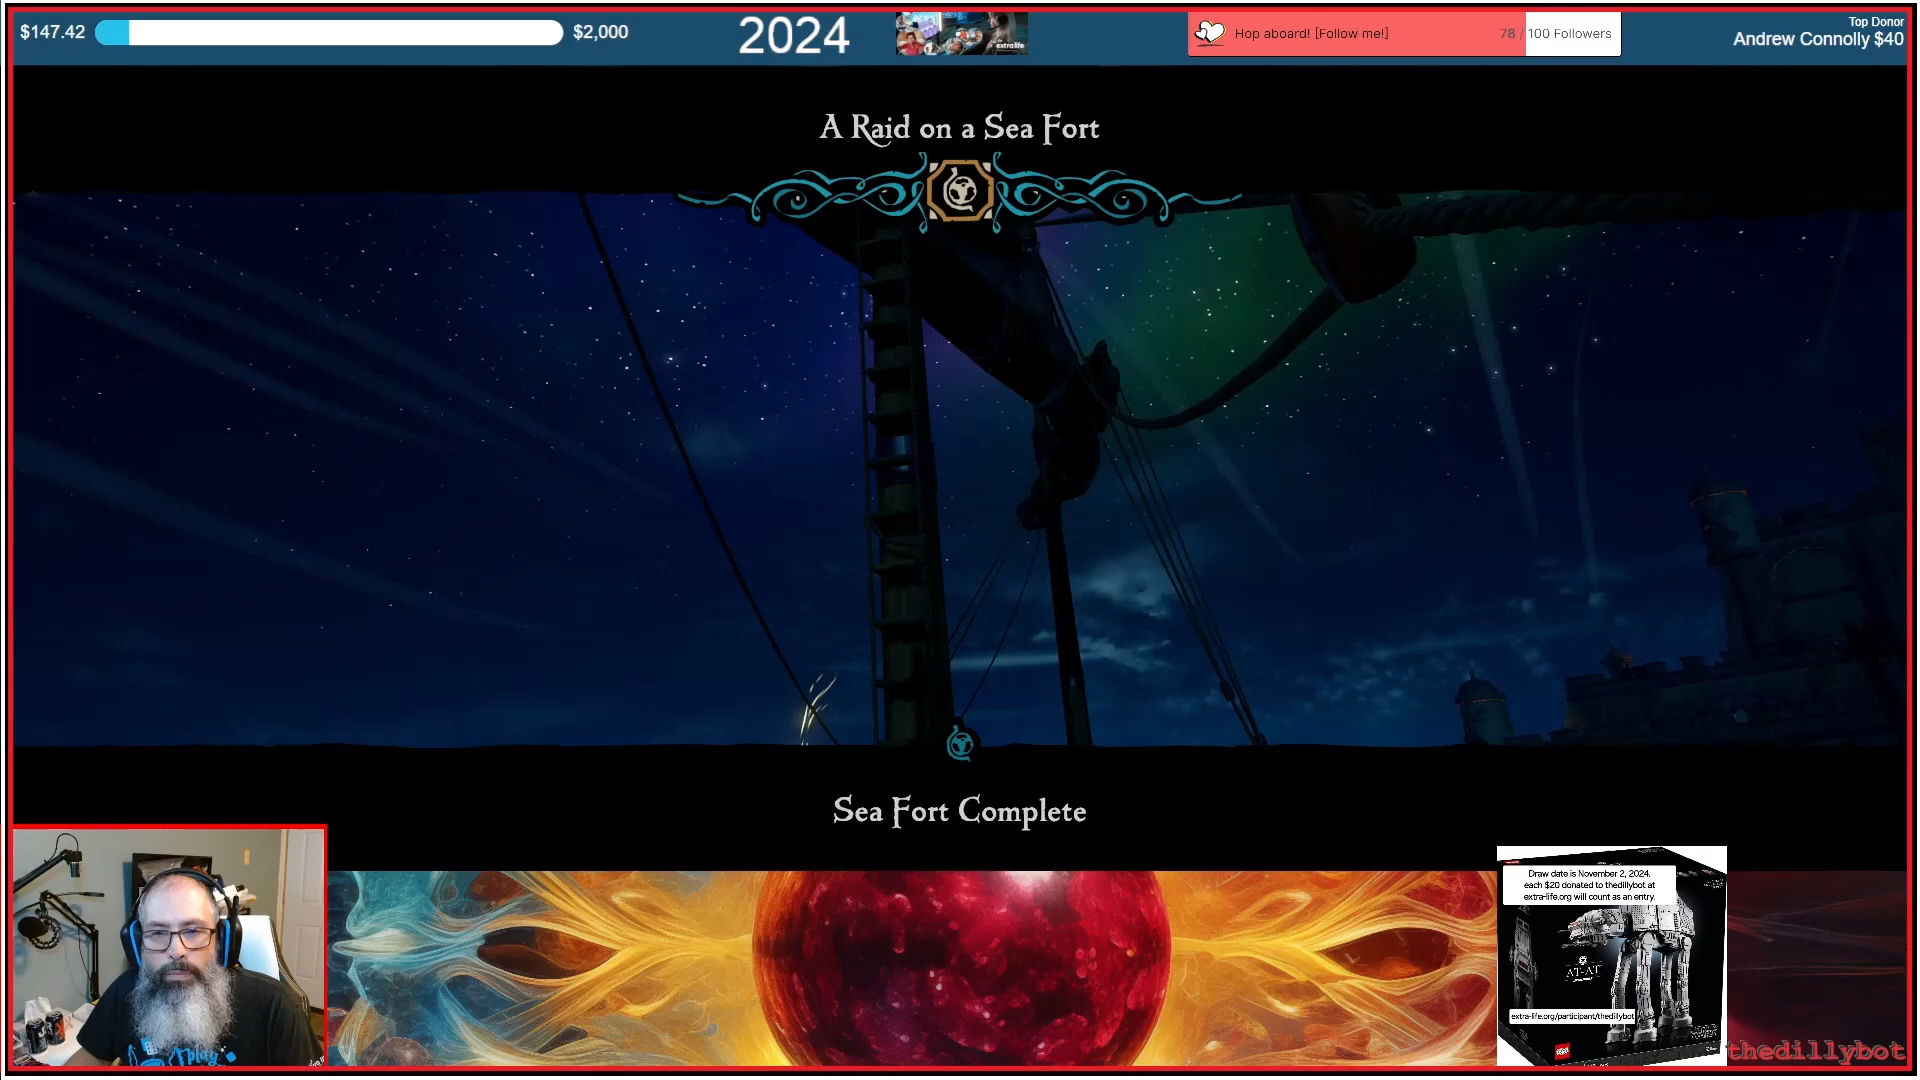 $147.42
$2,000
2024
extralife
Hop aboard! [Follow me!]
78 / 100 Followers
Top Donor
Andrew Connolly $40
A Raid on a Sea Fort
Sea Fort Complete
Draw date is November 2, 2024.
each $20 donated to thedillybot at
extra-life.org will count as an entry.
AT-AT
extra-life.org/participant/thedillybot
LEGO
play
thedillybot